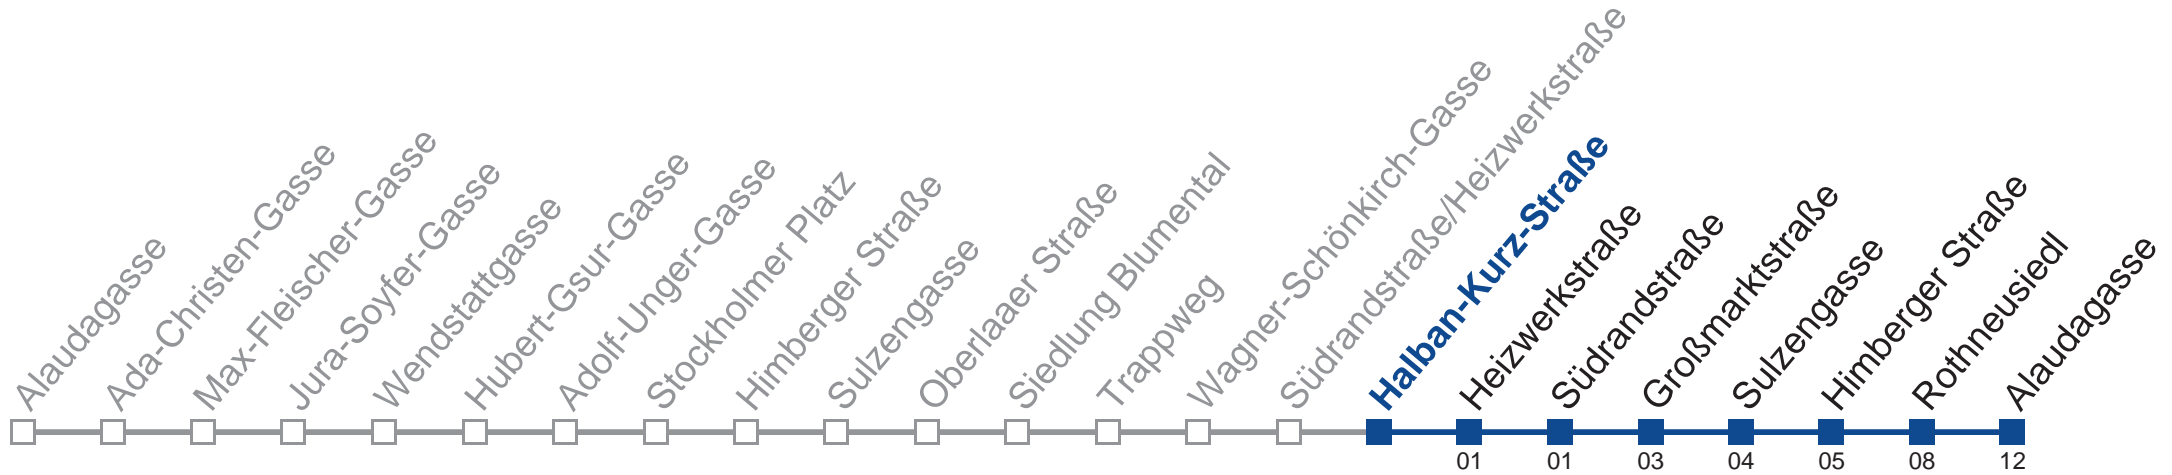 Alaudagasse
Ada-Christen-Gasse
Max-Fleischer-Gasse
Jura-Soyfer-Gasse
Wendstattgasse
Hubert-Gsur-Gasse
Adolf-Unger-Gasse
Stockholmer Platz
Himberger Straße
Sulzengasse
Oberlaaer Straße
Siedlung Blumental
Trappweg
Wagner-Schönkirch-Gasse
Südrandstraße/Heizwerkstraße
Halban-Kurz-Straße
Heizwerkstraße
Südrandstraße
Großmarktstraße
Sulzengasse
Himberger Straße
Rothneusiedl
Alaudagasse
01 01 03 04 05 08 12